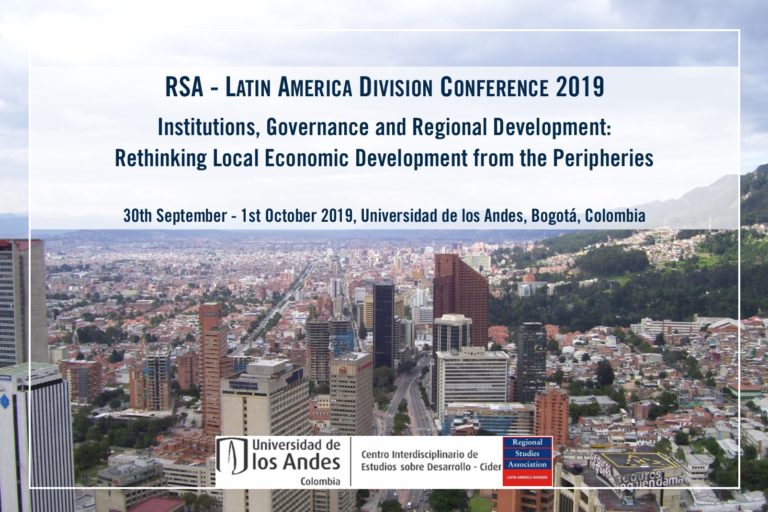 RSA - LATIN AMERICA DIVISION CONFERENCE 2019
Institutions, Governance and Regional Development:
Rethinking Local Economic Development from the Peripheries
30th September - 1st October 2019, Universidad de los Andes, Bogotá, Colombia
Universidad de
los Andes
Colombia
Centro Interdisciplinario de
Estudios sobre Desarrollo - Cider
Regional
Studies
Association
LATIN AMERICA DIVISION
seguros
tequendama